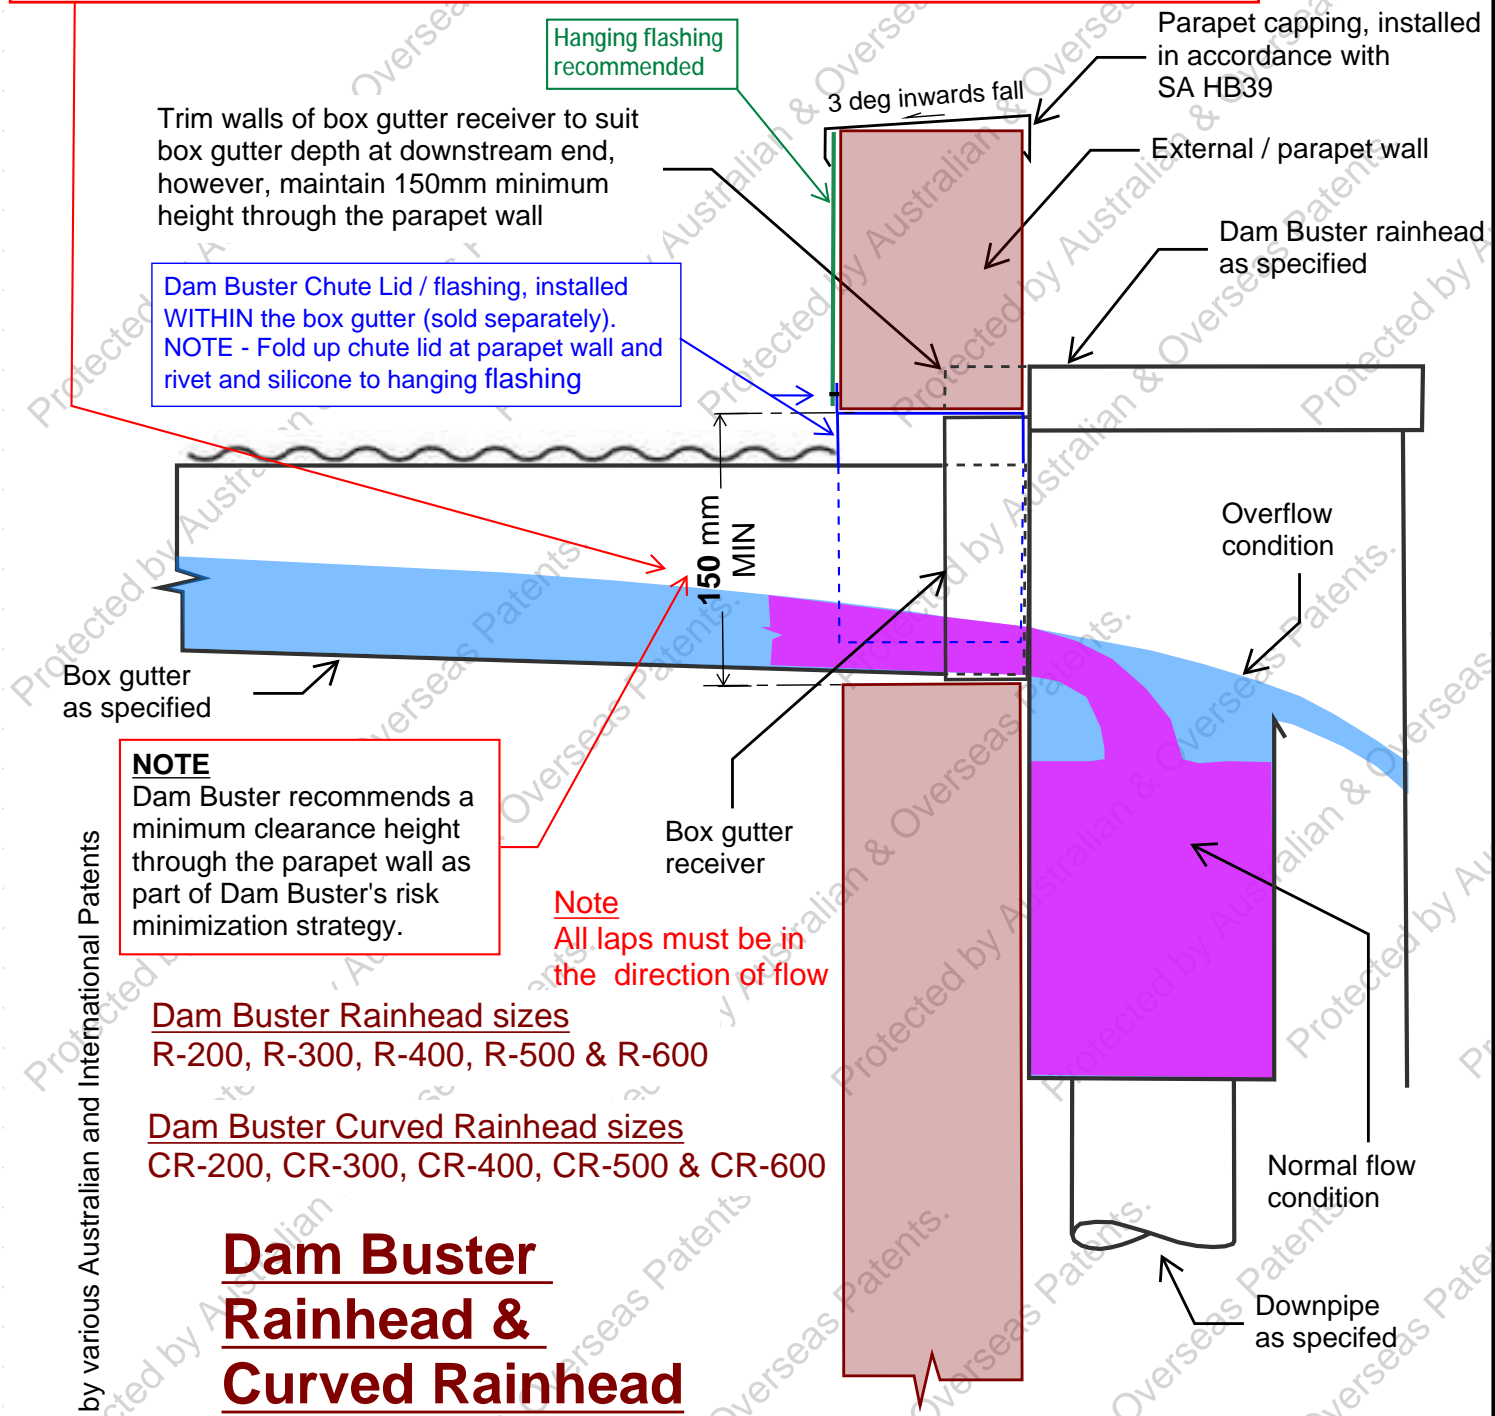 Hanging flashing
recommended
Parapet capping, installed
in accordance with
SA HB39
3 deg inwards fall
Trim walls of box gutter receiver to suit
box gutter depth at downstream end,
however, maintain 150mm minimum
height through the parapet wall
External / parapet wall
Dam Buster rainhead
as specified
Dam Buster Chute Lid / flashing, installed
WITHIN the box gutter (sold separately).
NOTE - Fold up chute lid at parapet wall and
rivet and silicone to hanging flashing
150 mm
MIN
Overflow
condition
Box gutter
as specified
NOTE
Dam Buster recommends a
minimum clearance height
through the parapet wall as
part of Dam Buster's risk
minimization strategy.
Box gutter
receiver
Note
All laps must be in
the direction of flow
Dam Buster Rainhead sizes
R-200, R-300, R-400, R-500 & R-600
Dam Buster Curved Rainhead sizes
CR-200, CR-300, CR-400, CR-500 & CR-600
Normal flow
condition
Downpipe
as specifed
Dam Buster
Rainhead &
Curved Rainhead
by various Australian and International Patents
Protected by Australian & Overseas Patents.